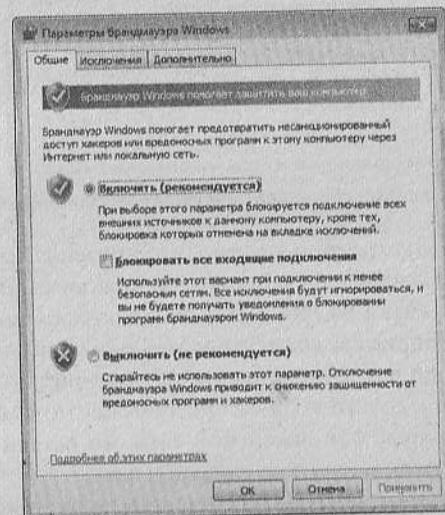 Параметры брандмауэра Windows
Общие Исключения Дополнительно
Брандмауэр Windows помогает защитить ваш компьютер
Брандмауэр Windows помогает предотвратить несанкционированный
доступ хакеров или вредоносных программ к этому компьютеру через
Интернет или локальную сеть.
Включить (рекомендуется)
При выборе этого параметра блокируется подключение всех
внешних источников к данному компьютеру, кроме тех,
блокировка которых отменена на вкладке исключений.
Блокировать все входящие подключения
Используйте этот вариант при подключении к менее
безопасным сетям. Все исключения будут игнорироваться, и
вы не будете получать уведомления о блокировании
программ брандмауэром Windows.
Выключить (не рекомендуется)
Старайтесь не использовать этот параметр. Отключение
брандмауэра Windows приводит к снижению защищенности от
вредоносных программ и хакеров.
Подробнее об этих параметрах
ОК Отмена Применить